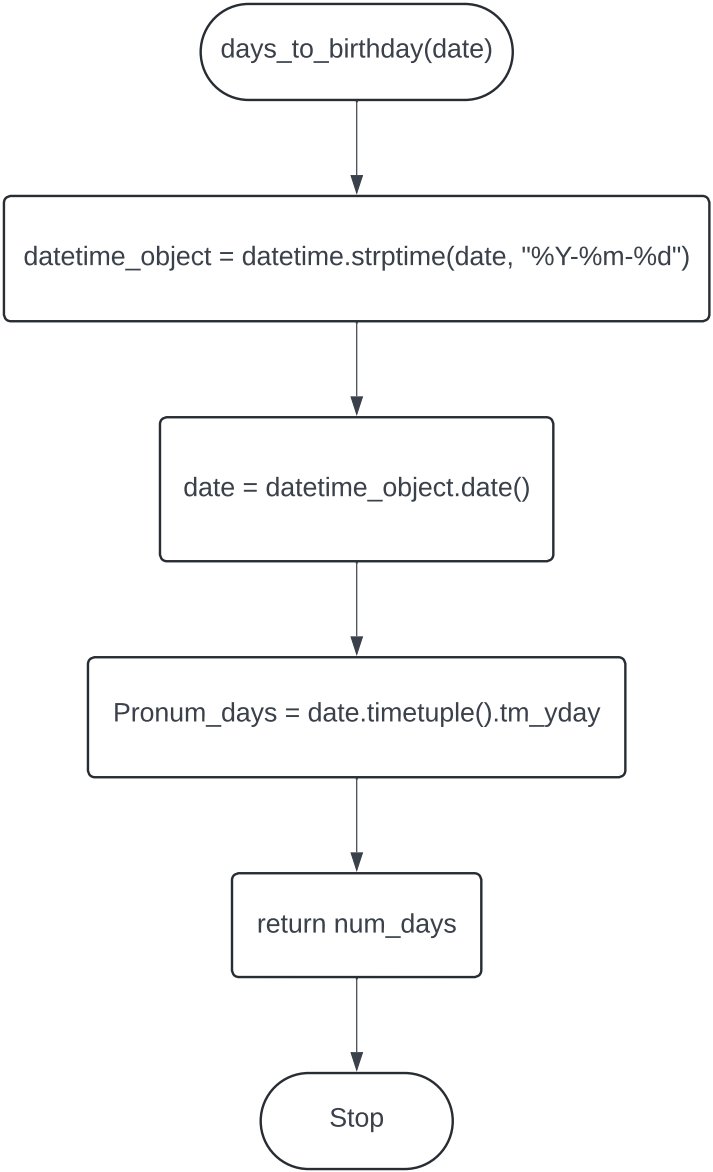 days_to_birthday(date)
datetime_object = datetime.strptime(date, "%Y-%m-%d")
date = datetime_object.date()
Pronum_days = date.timetuple().tm_yday
return num_days
Stop